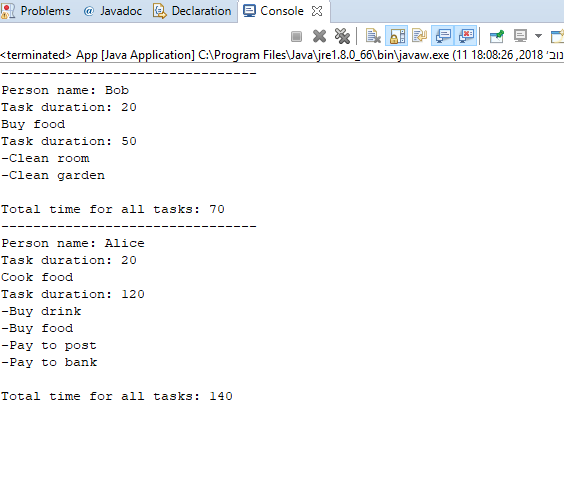 Problems @ Javadoc Declaration Console
<terminated> App [Java Application] C:\Program Files\Java\jre1.8.0_66\bin\javaw.exe (11 18:08:26, 2018 'נוב
--------------------------------
Person name: Bob
Task duration: 20
Buy food
Task duration: 50
-Clean room
-Clean garden
Total time for all tasks: 70
--------------------------------
Person name: Alice
Task duration: 20
Cook food
Task duration: 120
-Buy drink
-Buy food
-Pay to post
-Pay to bank
Total time for all tasks: 140